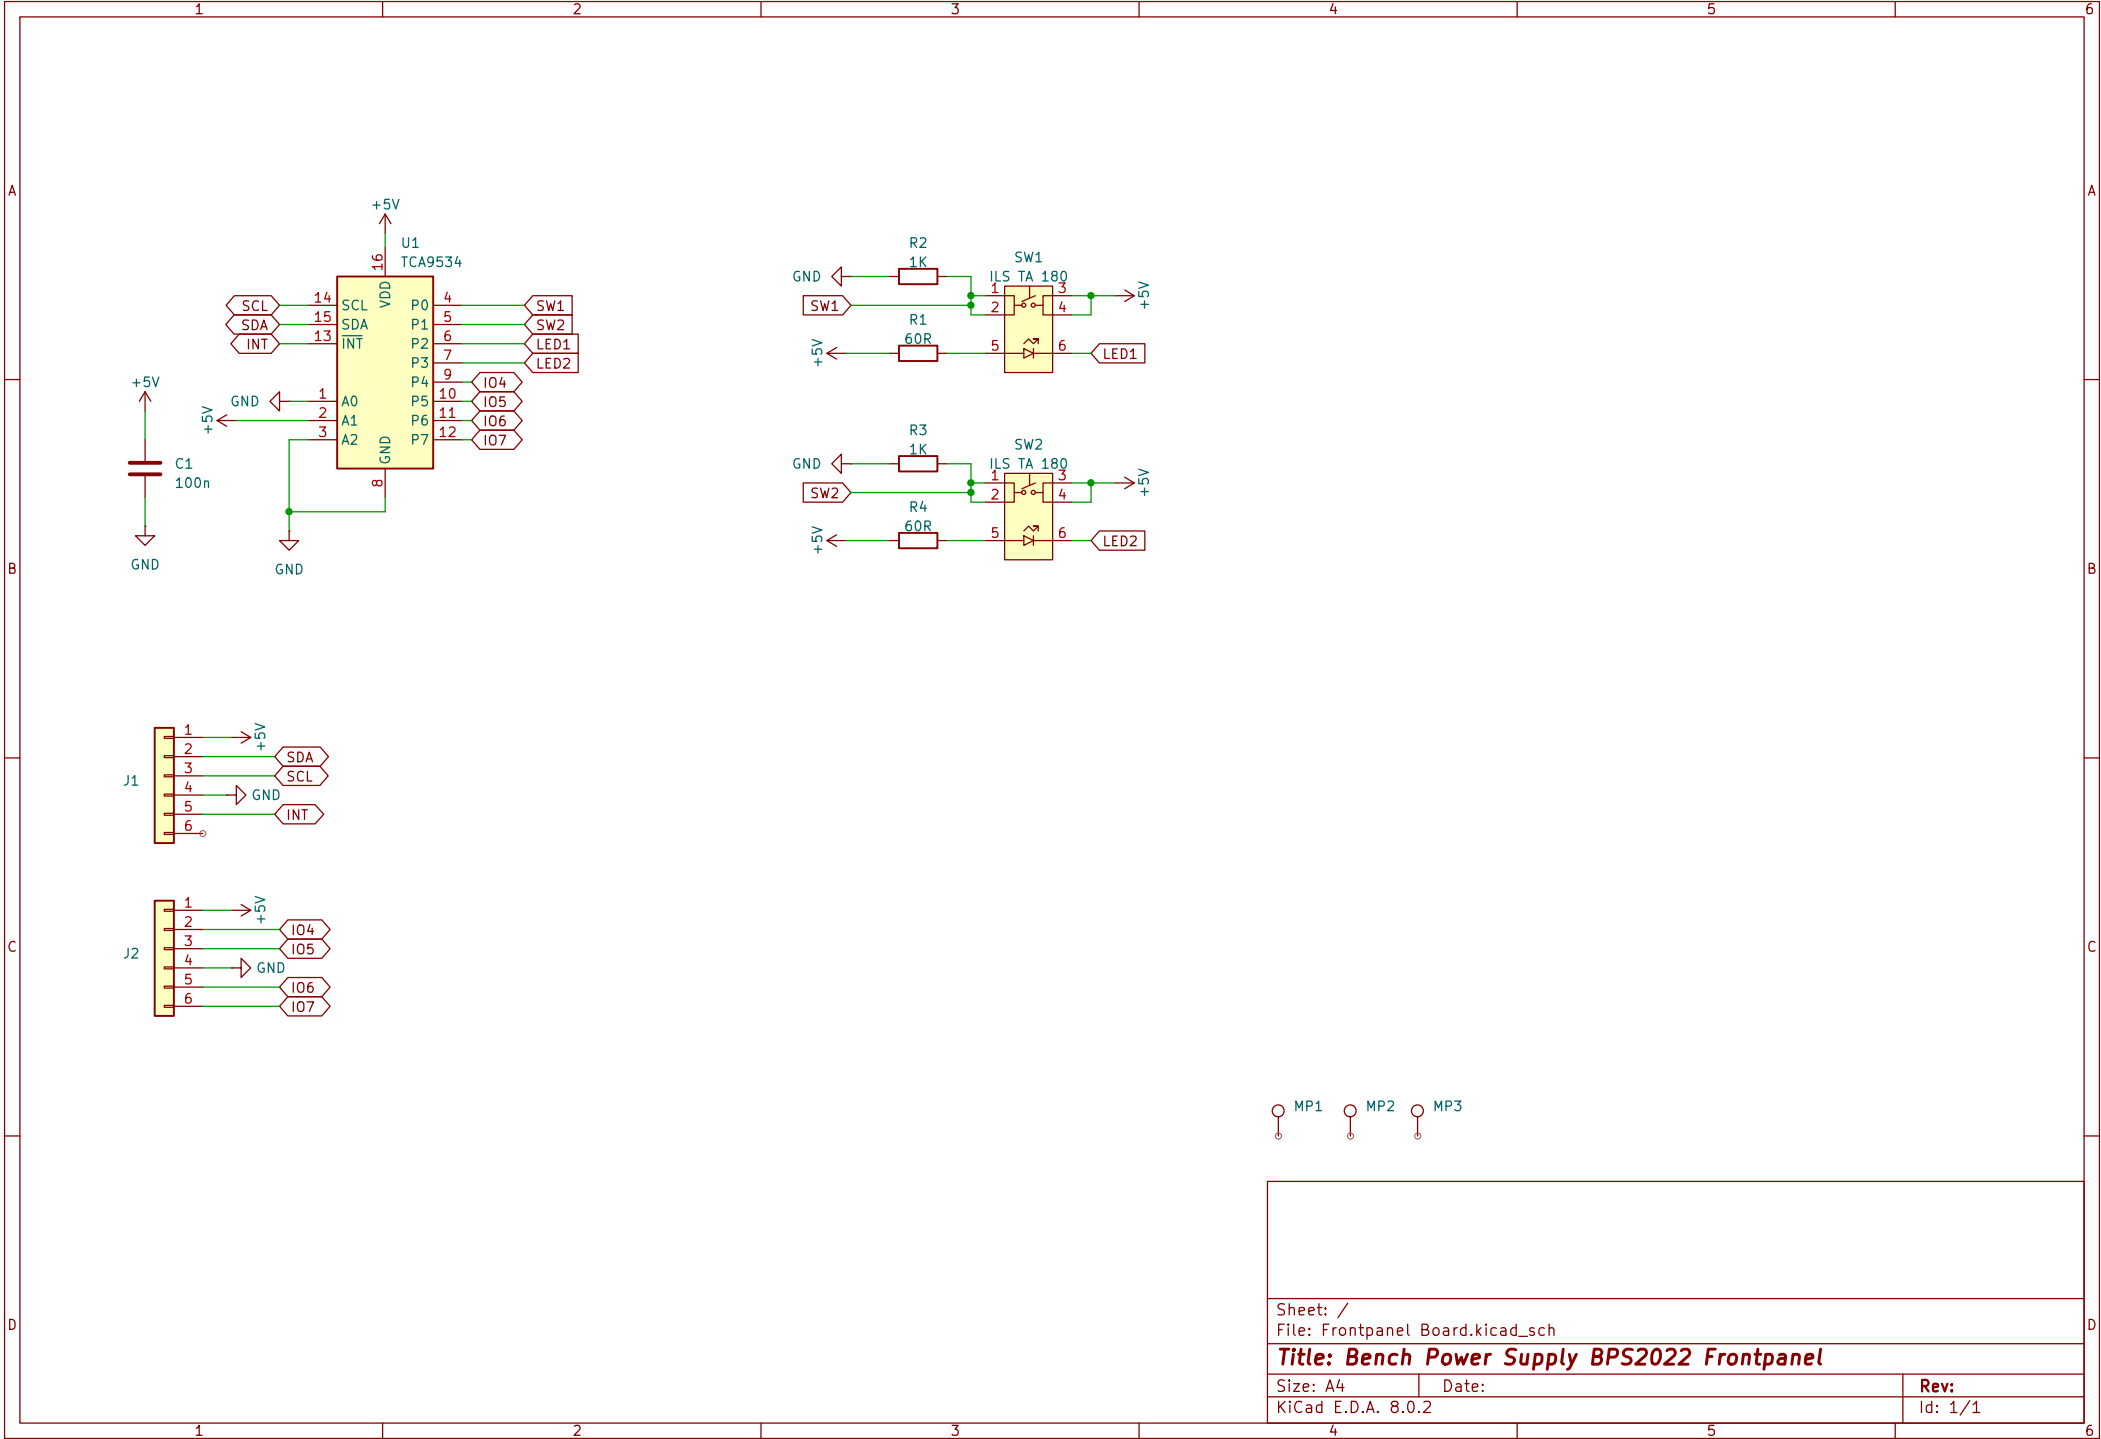 1 2 3 4 5 6
A A
B B
C C
D D
+5V
U1
TCA9534
16
VDD
SCL 14 SCL P0 4 SW1
SDA 15 SDA P1 5 SW2
INT 13 INT P2 6 LED1
P3 7 LED2
P4 9 IO4
GND 1 A0 P5 10 IO5
+5V 2 A1 P6 11 IO6
3 A2 P7 12 IO7
GND
8
GND
+5V
C1
100n
GND
R2
1K
SW1
ILS TA 180
GND
1 3 +5V
SW1 2 4
R1
60R
+5V 5 6 LED1
R3
1K
SW2
ILS TA 180
GND
1 3 +5V
SW2 2 4
R4
60R
+5V 5 6 LED2
J1
1 +5V
2 SDA
3 SCL
4 GND
5 INT
6
J2
1 +5V
2 IO4
3 IO5
4 GND
5 IO6
6 IO7
MP1 MP2 MP3
Sheet: /
File: Frontpanel Board.kicad_sch
Title: Bench Power Supply BPS2022 Frontpanel
Size: A4 Date: Rev:
KiCad E.D.A. 8.0.2 Id: 1/1
1 2 3 4 5 6